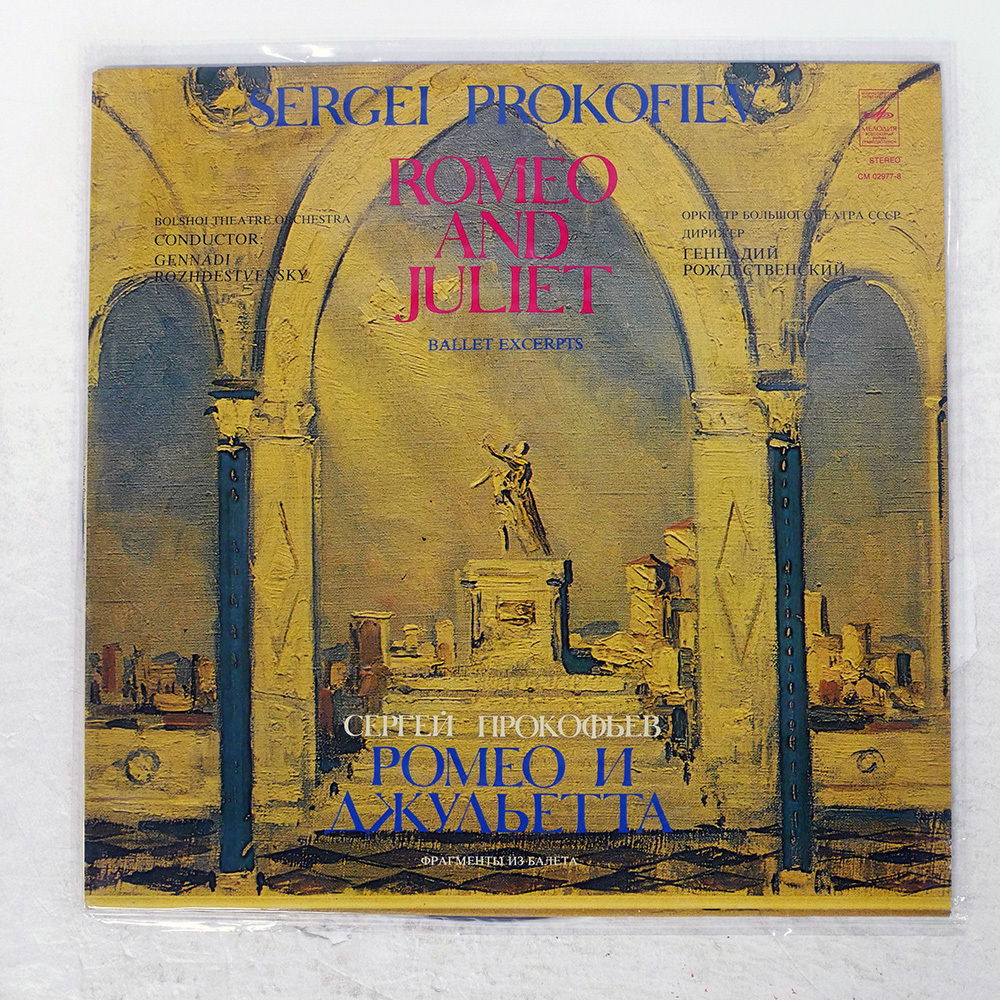 SERGEI PROKOFIEV
ROMEO
AND
JULIET
BALLET EXCERPTS
BOLSHOI THEATRE ORCHESTRA
CONDUCTOR:
GENNADI
ROZHDESTVENSKY
МЕЛОДИЯ
STEREO
СМ 02977-8
ОРКЕСТР БОЛЬШОГО ТЕАТРА СССР
ДИРИЖЕР
ГЕННАДИЙ
РОЖДЕСТВЕНСКИЙ
СЕРГЕЙ ПРОКОФЬЕВ
РОМЕО И
ДЖУЛЬЕТТА
ФРАГМЕНТЫ ИЗ БАЛЕТА